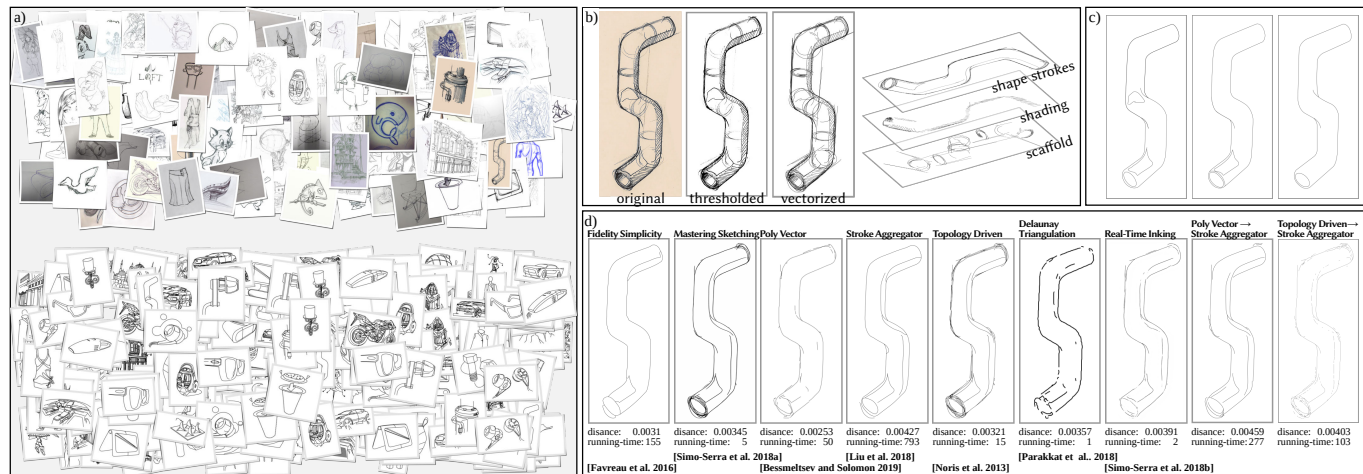 a)
LOFT
b)
original
thresholded
vectorized
shape strokes
shading
scaffold
c)
d)
Fidelity Simplicity
Mastering Sketching
Poly Vector
Stroke Aggregator
Topology Driven
Delaunay
Triangulation
Real-Time Inking
Poly Vector →
Stroke Aggregator
Topology Driven→
Stroke Aggregator
disance: 0.0031
running-time: 155
[Favreau et al. 2016]
disance: 0.00345
running-time: 5
[Simo-Serra et al. 2018a]
disance: 0.00253
running-time: 50
[Bessmeltsev and Solomon 2019]
disance: 0.00427
running-time: 793
[Liu et al. 2018]
disance: 0.00321
running-time: 15
[Noris et al. 2013]
disance: 0.00357
running-time: 1
[Parakkat et al.. 2018]
disance: 0.00391
running-time: 2
[Simo-Serra et al. 2018b]
disance: 0.00459
running-time: 277
disance: 0.00403
running-time: 103